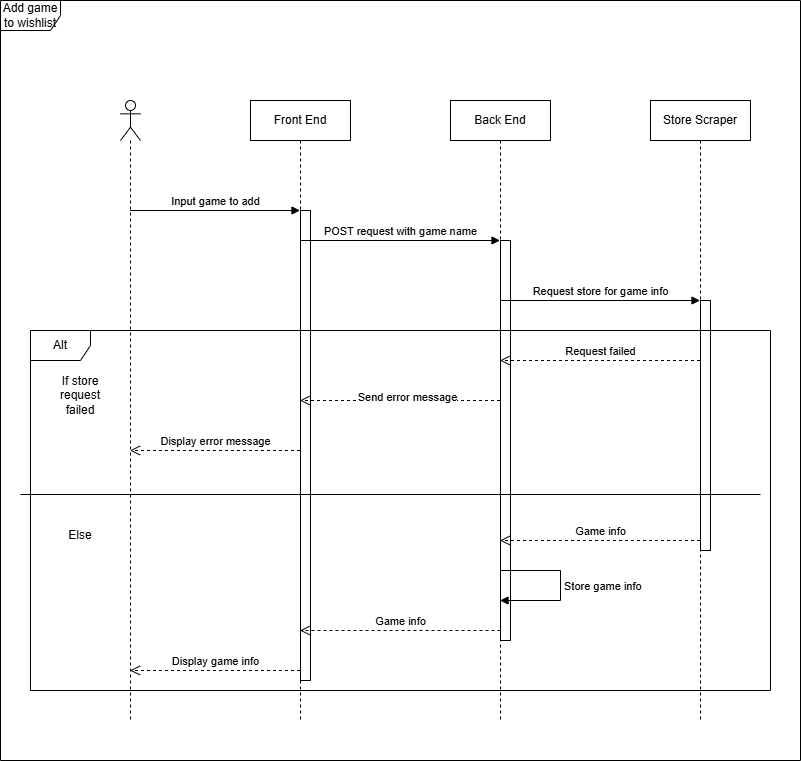 Add game
to wishlist
Front End
Back End
Store Scraper
Input game to add
POST request with game name
Request store for game info
Alt
Request failed
If store
request
failed
Send error message
Display error message
Else
Game info
Store game info
Game info
Display game info